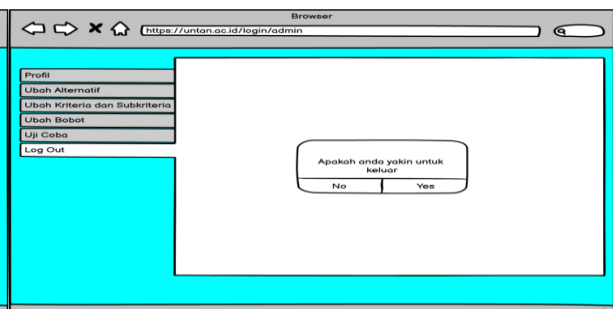 Browser
https://untan.ac.id/login/admin
Profil
Ubah Alternatif
Ubah Kriteria dan Subkriteria
Ubah Bobot
Uji Coba
Log Out
Apakah anda yakin untuk
keluar
No
Yes